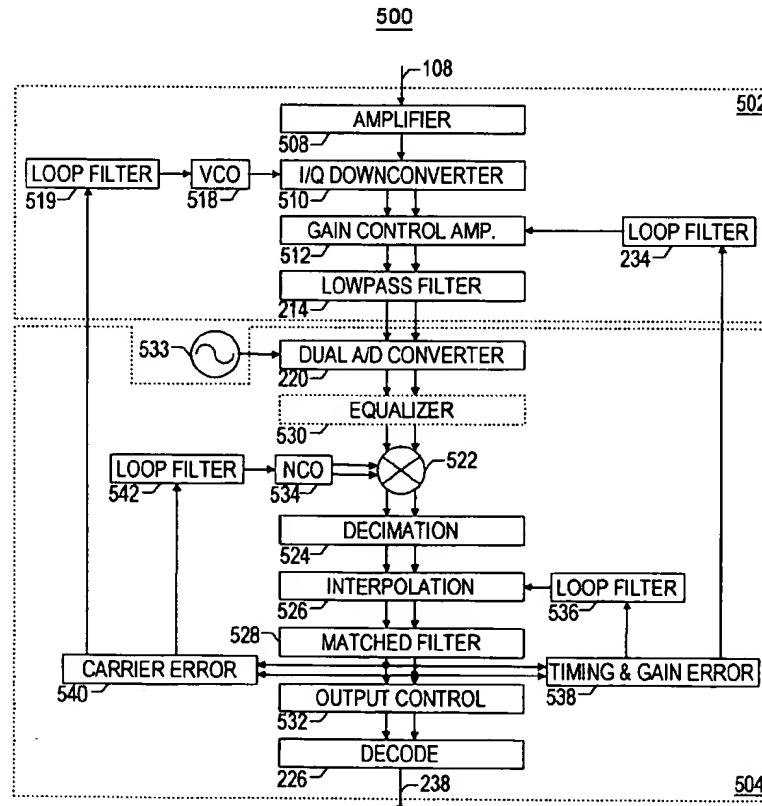 500
108
502
AMPLIFIER
508
LOOP FILTER
519
VCO
518
I/Q DOWNCONVERTER
510
GAIN CONTROL AMP.
512
LOOP FILTER
234
LOWPASS FILTER
214
533
DUAL A/D CONVERTER
220
EQUALIZER
530
LOOP FILTER
542
NCO
534
522
DECIMATION
524
INTERPOLATION
526
LOOP FILTER
536
528
MATCHED FILTER
CARRIER ERROR
540
TIMING & GAIN ERROR
538
OUTPUT CONTROL
532
DECODE
226
238
504